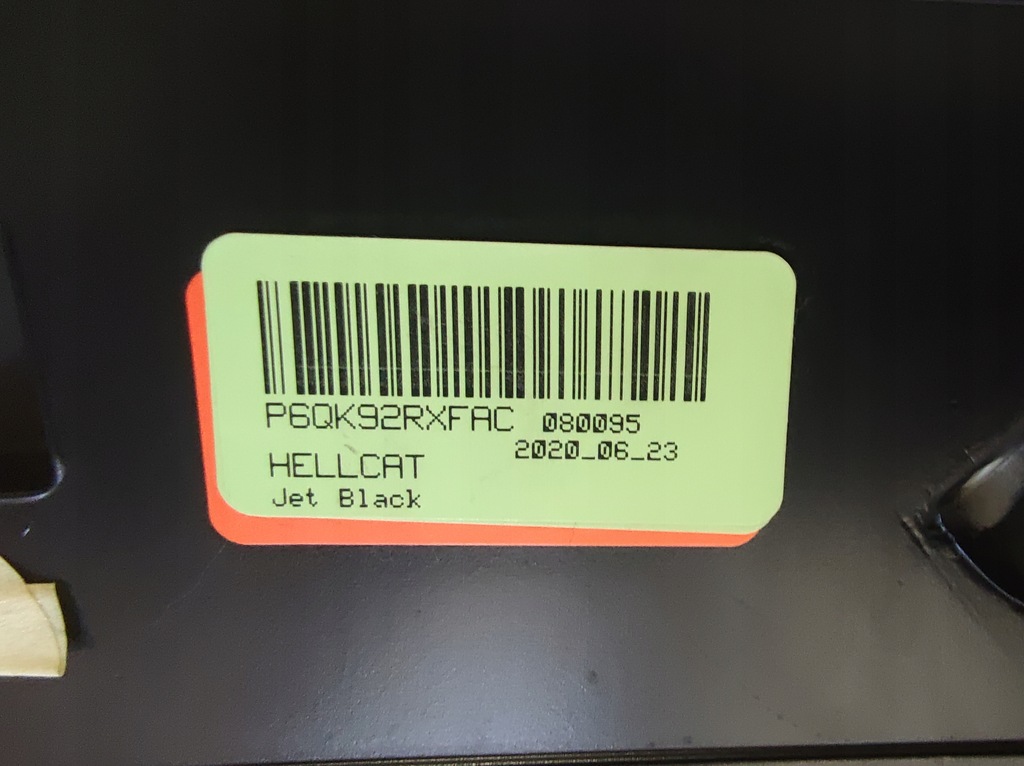 P6QK92RXFAC 080095
2020_06_23
HELLCAT
Jet Black